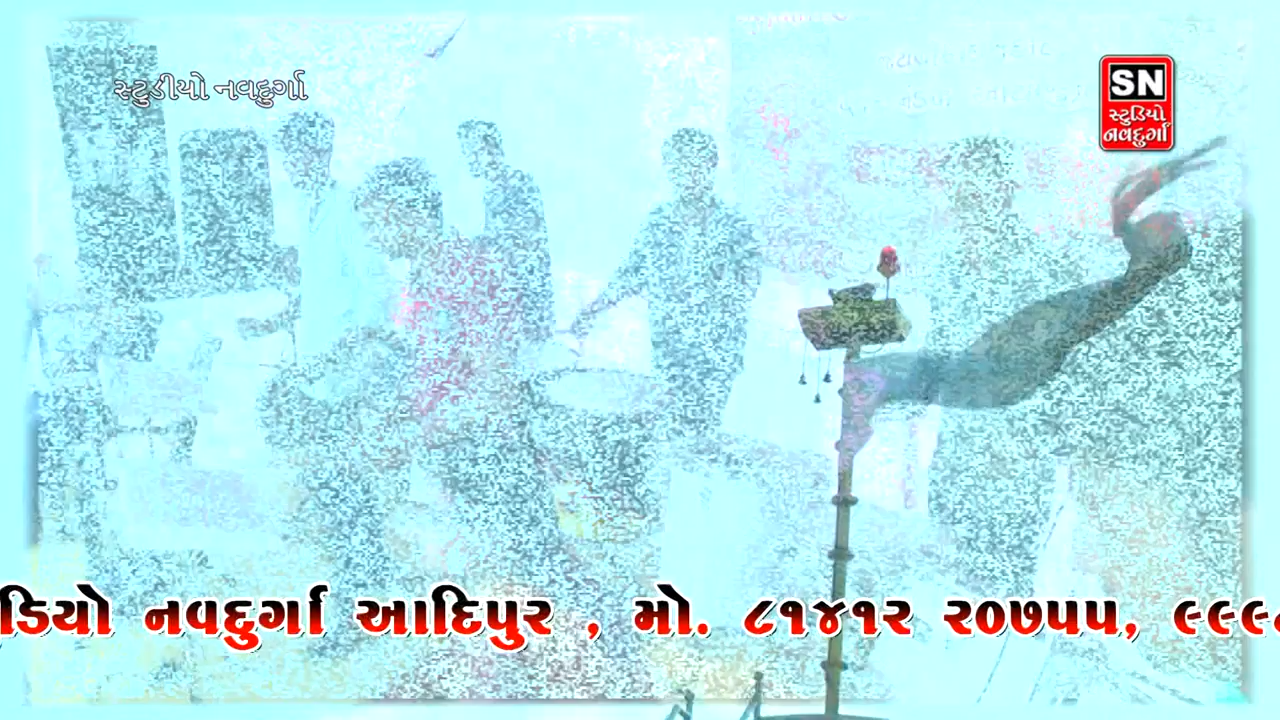 સ્ટુડીયો નવદુર્ગા
SN
સ્ટુડિયો
નવદુર્ગા
ડિયો નવદુર્ગા આદિપુર , મો. ૮૧૪૧૨ ૨૦૭૫૫, ૯૯૯